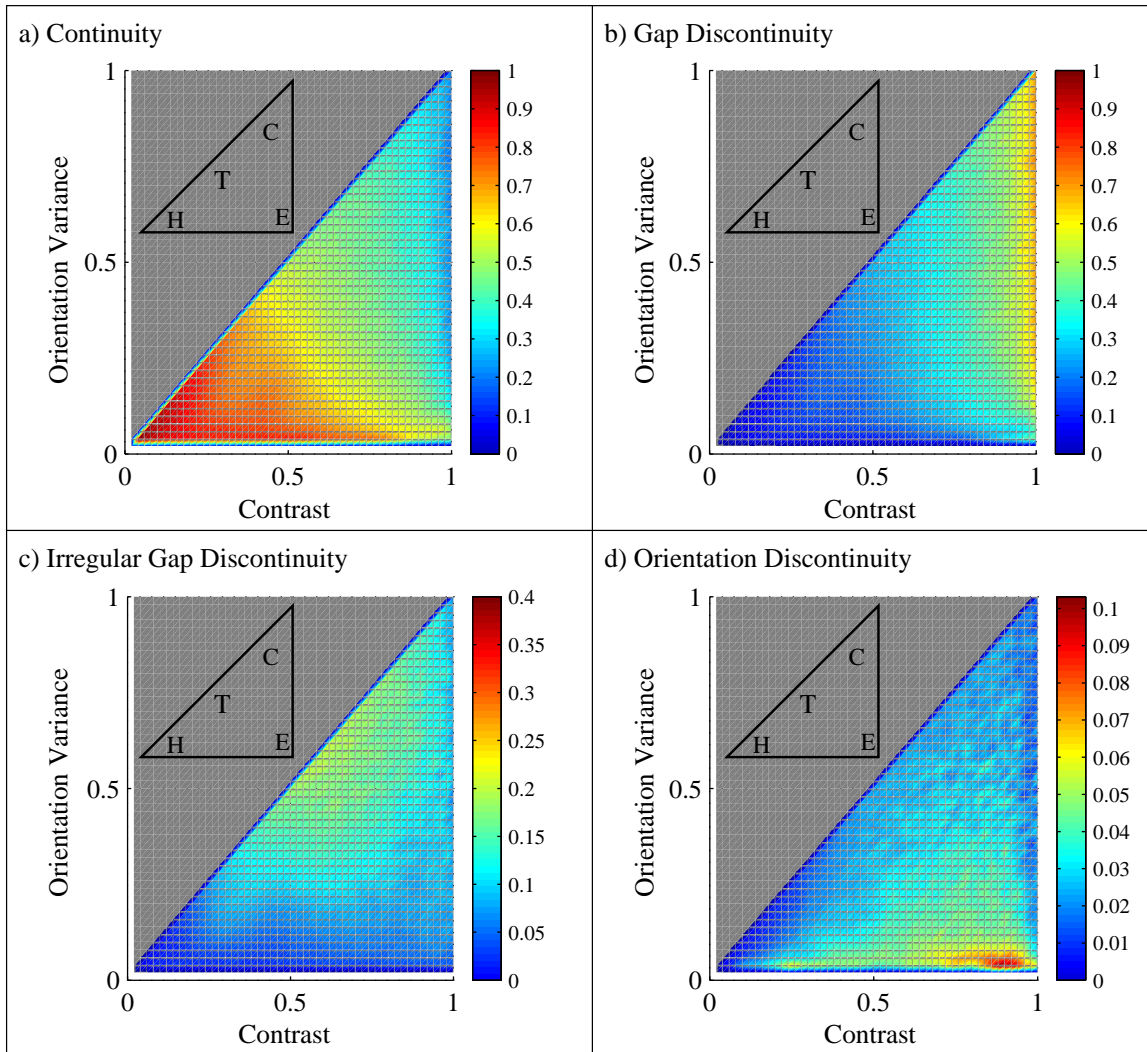 a) Continuity
1
0.5
0
Orientation Variance
0
0.5
1
Contrast
C
T
H
E
1
0.9
0.8
0.7
0.6
0.5
0.4
0.3
0.2
0.1
0
b) Gap Discontinuity
1
0.5
0
Orientation Variance
0
0.5
1
Contrast
C
T
H
E
1
0.9
0.8
0.7
0.6
0.5
0.4
0.3
0.2
0.1
0
c) Irregular Gap Discontinuity
1
0.5
0
Orientation Variance
0
0.5
1
Contrast
C
T
H
E
0.4
0.35
0.3
0.25
0.2
0.15
0.1
0.05
0
d) Orientation Discontinuity
1
0.5
0
Orientation Variance
0
0.5
1
Contrast
C
T
H
E
0.1
0.09
0.08
0.07
0.06
0.05
0.04
0.03
0.02
0.01
0